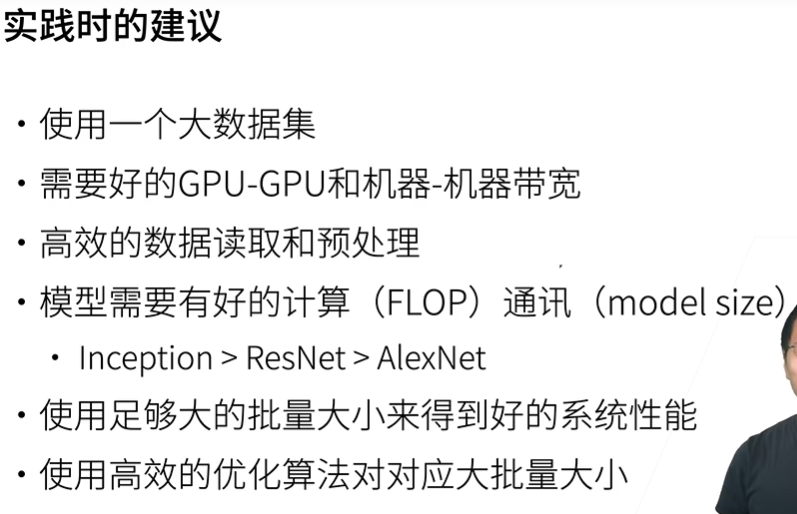 实践时的建议
• 使用一个大数据集
• 需要好的GPU-GPU和机器-机器带宽
• 高效的数据读取和预处理
• 模型需要有好的计算（FLOP）通讯（model size）
• Inception > ResNet > AlexNet
• 使用足够大的批量大小来得到好的系统性能
• 使用高效的优化算法对对应大批量大小